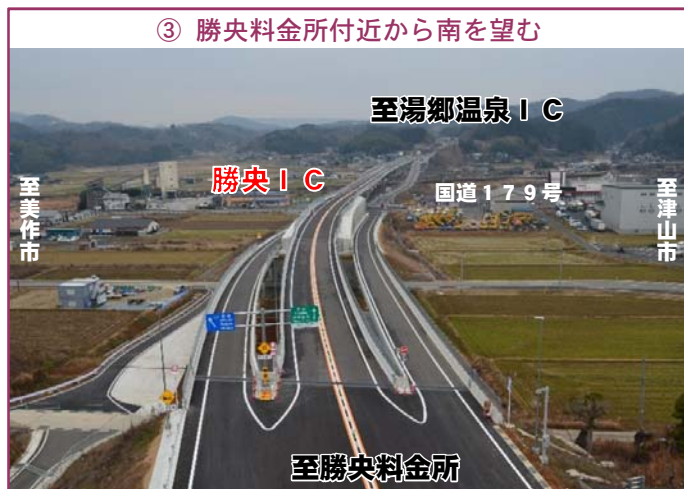 ③ 勝央料金所付近から南を望む
至湯郷温泉ＩＣ
勝央ＩＣ
国道１７９号
至美作市
至津山市
至勝央料金所